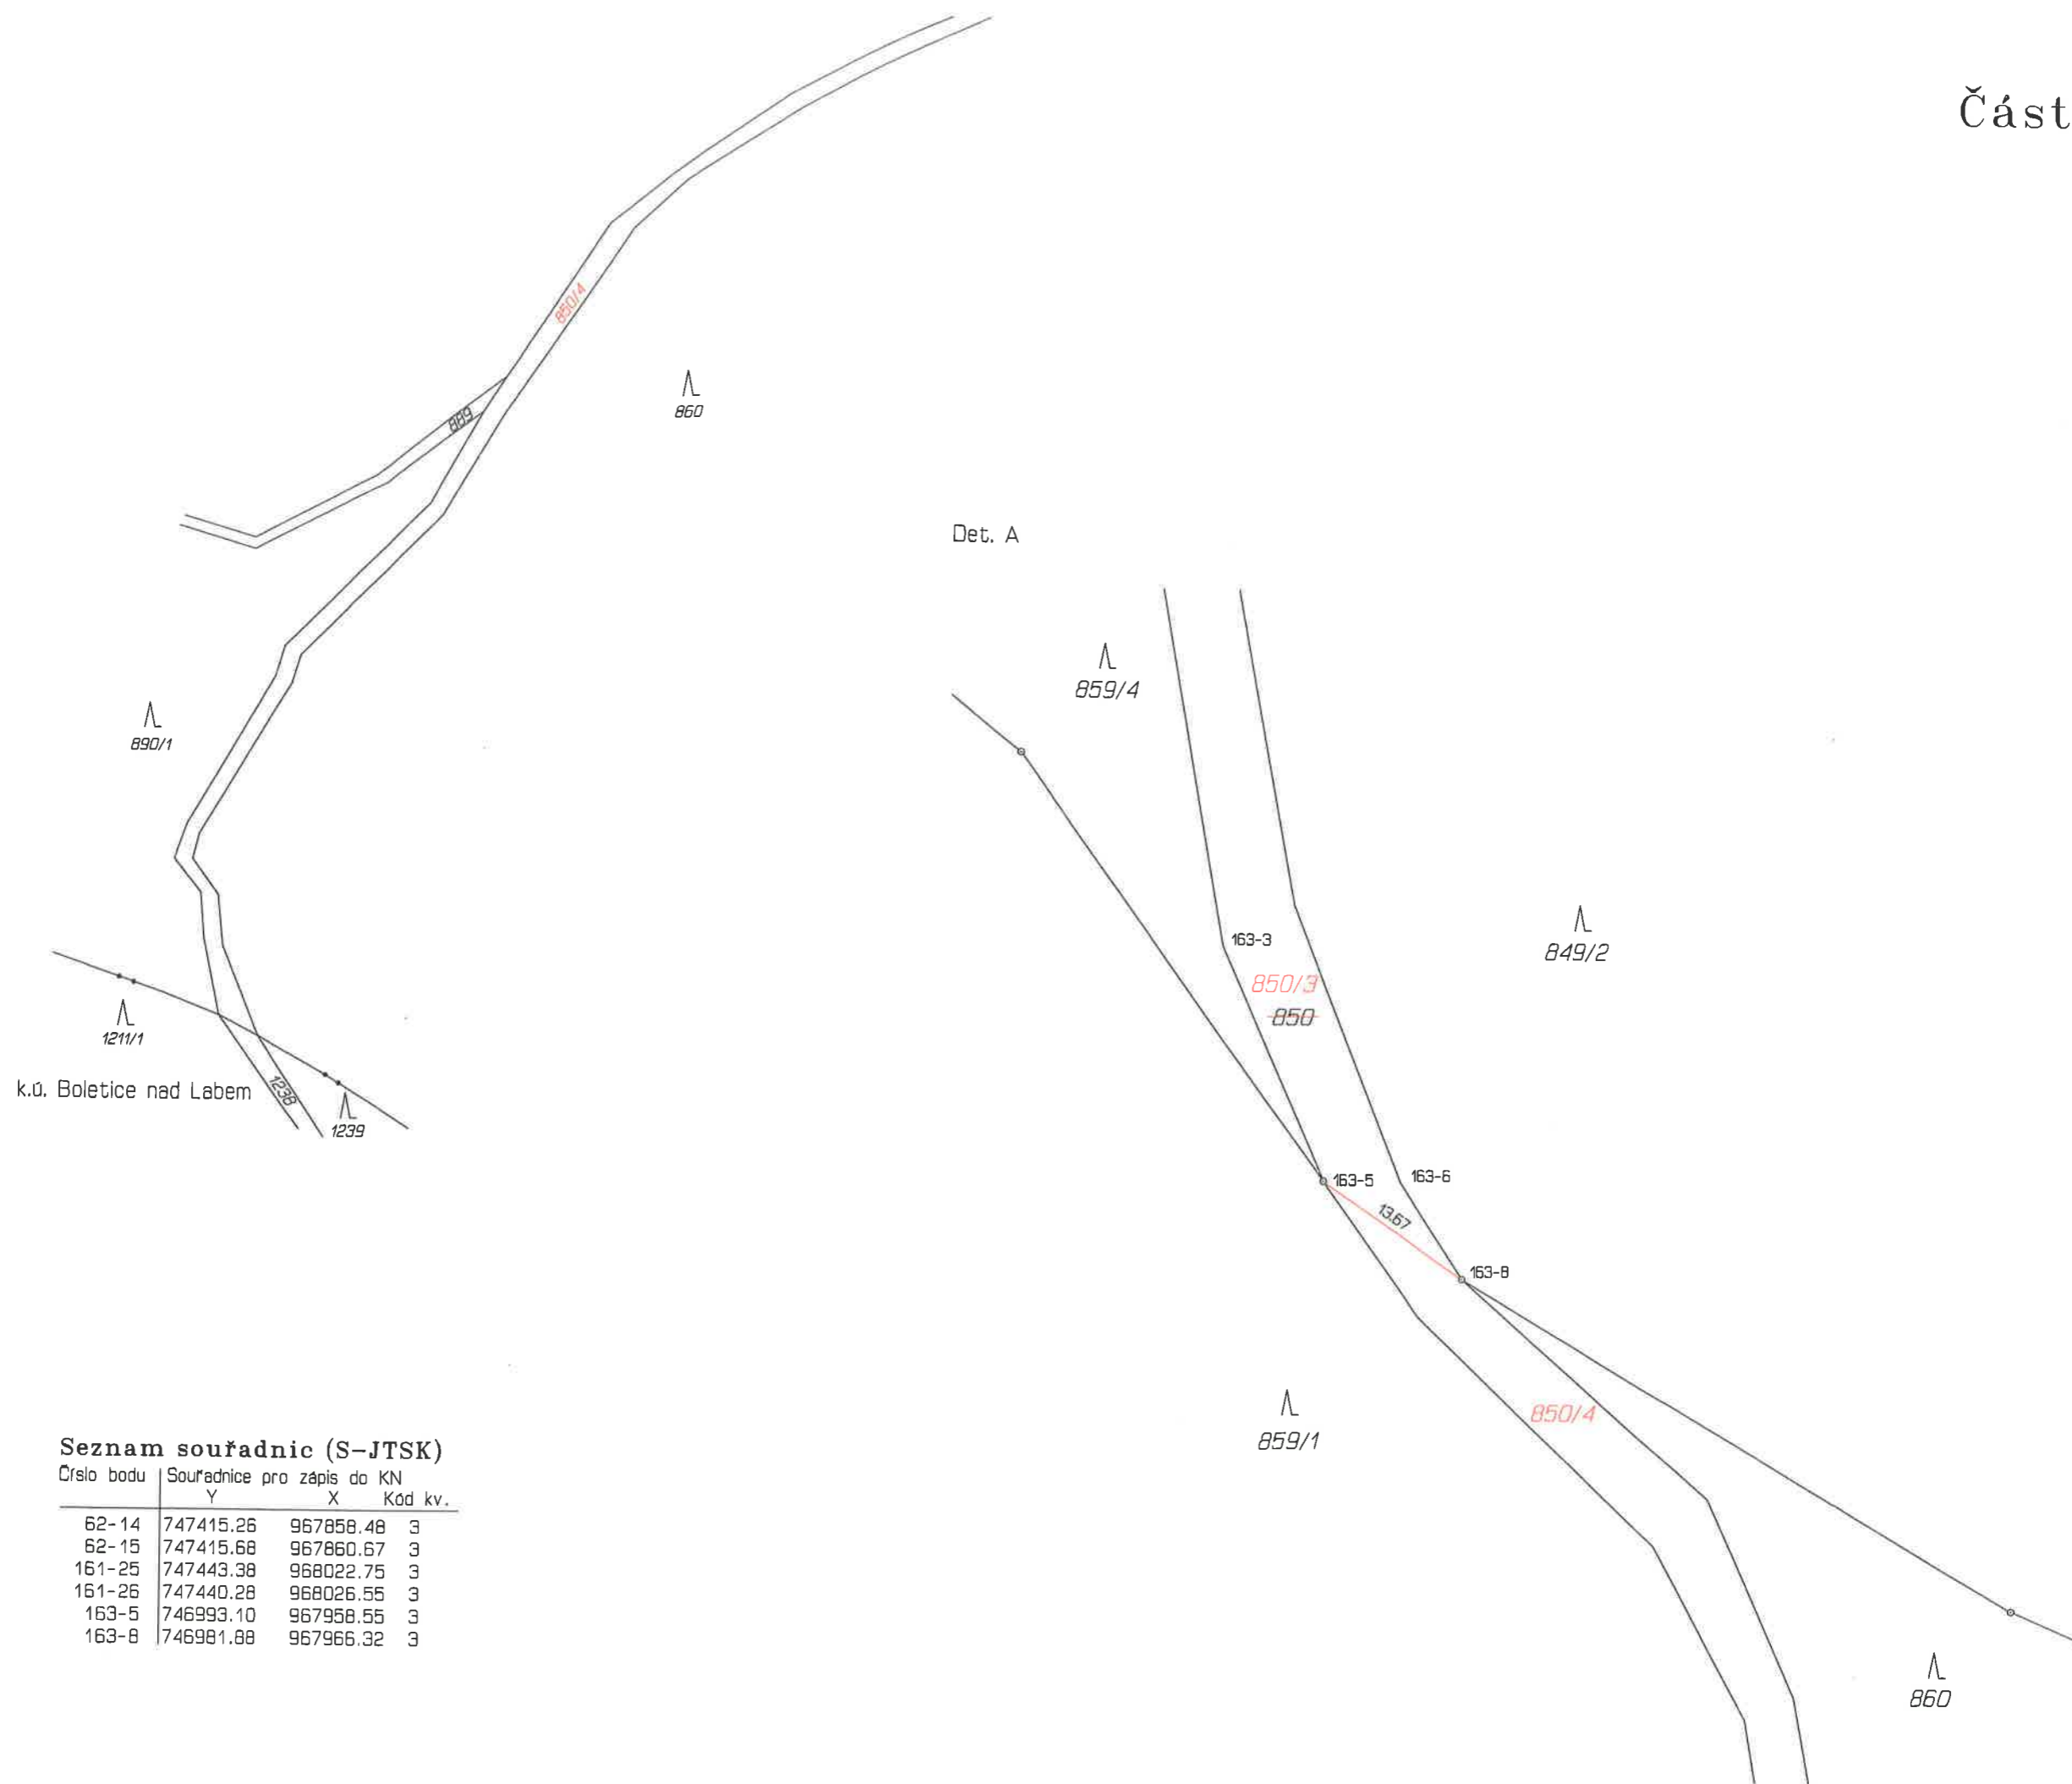 Část
850/4
860
889
Det. A
859/4
890/1
849/2
163-3
850/3
850
1211/1
k.ú. Boletice nad Labem
1238
1239
163-5
163-6
13.67
163-8
850/4
859/1
860
Seznam souřadnic (S-JTSK)
Číslo bodu Souřadnice pro zápis do KN
Y X Kód kv.
62-14 747415.26 967858.48 3
62-15 747415.68 967860.67 3
161-25 747443.38 968022.75 3
161-26 747440.28 968026.55 3
163-5 746993.10 967958.55 3
163-8 746981.88 967966.32 3